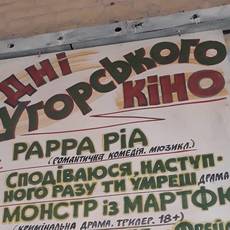 ДНІ
УГОРСЬКОГО
КІНО
PAPPA PIA
(РОМАНТИЧНА КОМЕДІЯ. МЮЗИКЛ.)
СПОДІВАЮСЯ, НАСТУП-
НОГО РАЗУ ТИ УМРЕШ ДРАМА
МОНСТР ІЗ МАРТФЮ
(КРИМІНАЛЬНА ДРАМА. ТРИЛЕР. 18+)